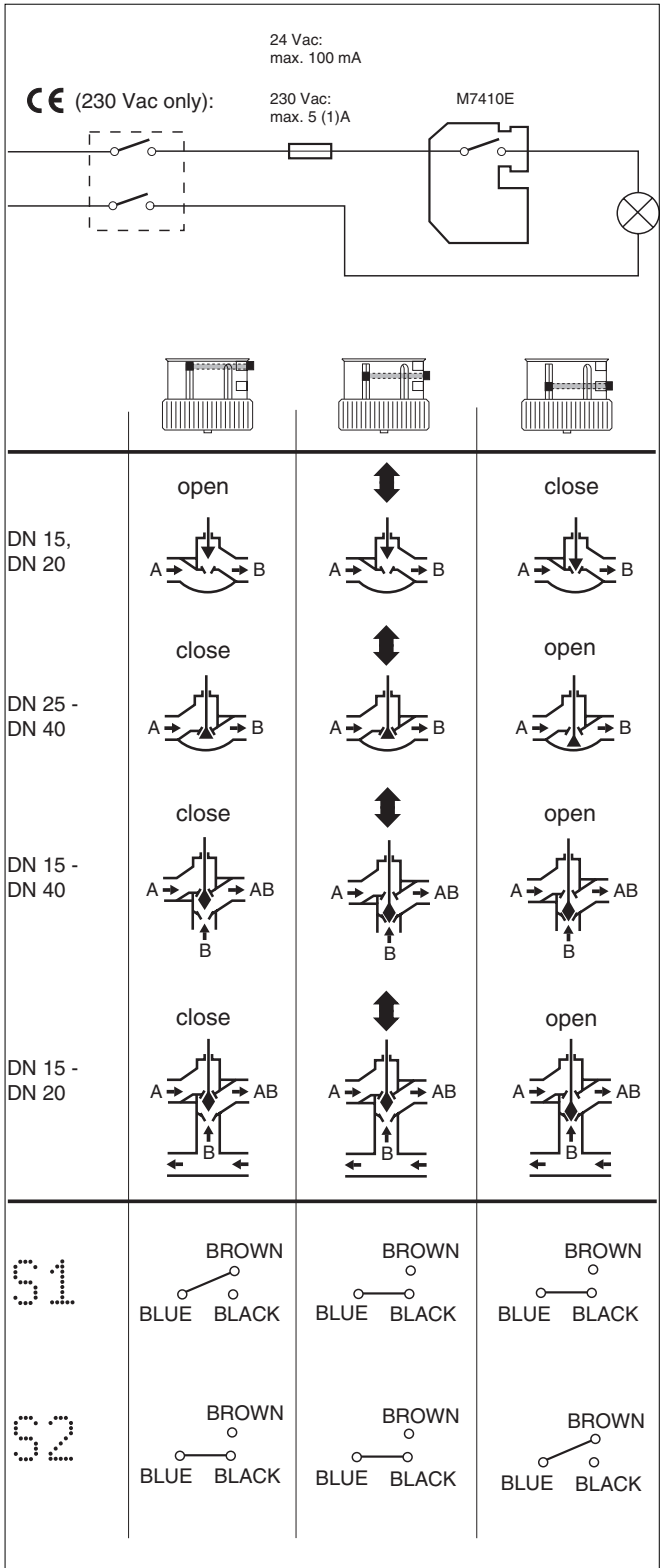 24 Vac:
max. 100 mA
CE (230 Vac only):
230 Vac:
max. 5 (1)A
M7410E
open
close
DN 15,
DN 20
A B
A B
A B
close
open
DN 25 -
DN 40
A B
A B
A B
close
open
DN 15 -
DN 40
A AB
A AB
A AB
B
B
B
close
open
DN 15 -
DN 20
A AB
A AB
A AB
B
B
B
S1
BROWN
BLUE BLACK
BROWN
BLUE BLACK
BROWN
BLUE BLACK
S2
BROWN
BLUE BLACK
BROWN
BLUE BLACK
BROWN
BLUE BLACK